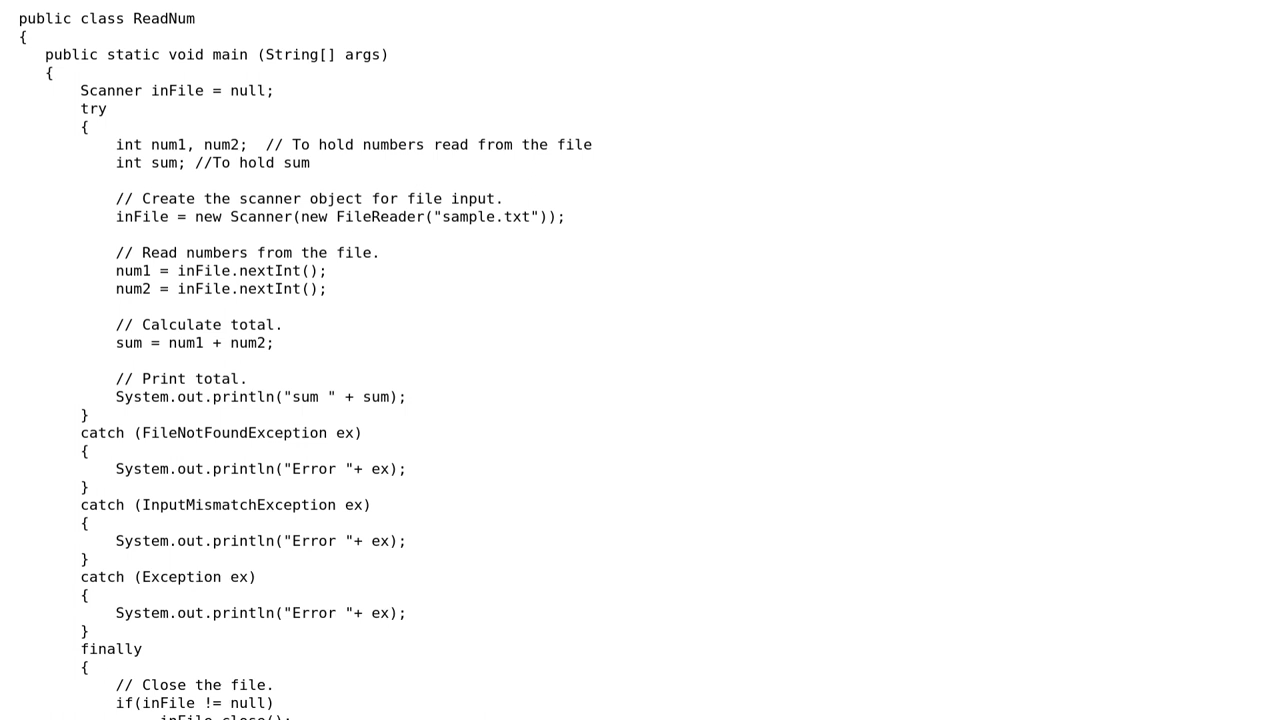 public class ReadNum
{
   public static void main (String[] args)
   {
       Scanner inFile = null;
       try
       {
           int num1, num2;  // To hold numbers read from the file
           int sum; //To hold sum

           // Create the scanner object for file input.
           inFile = new Scanner(new FileReader("sample.txt"));

           // Read numbers from the file.
           num1 = inFile.nextInt();
           num2 = inFile.nextInt();

           // Calculate total.
           sum = num1 + num2;

           // Print total.
           System.out.println("sum " + sum);
       }
       catch (FileNotFoundException ex)
       {
           System.out.println("Error "+ ex);
       }
       catch (InputMismatchException ex)
       {
           System.out.println("Error "+ ex);
       }
       catch (Exception ex)
       {
           System.out.println("Error "+ ex);
       }
       finally
       {
           // Close the file.
           if(inFile != null)
                inFile.close();